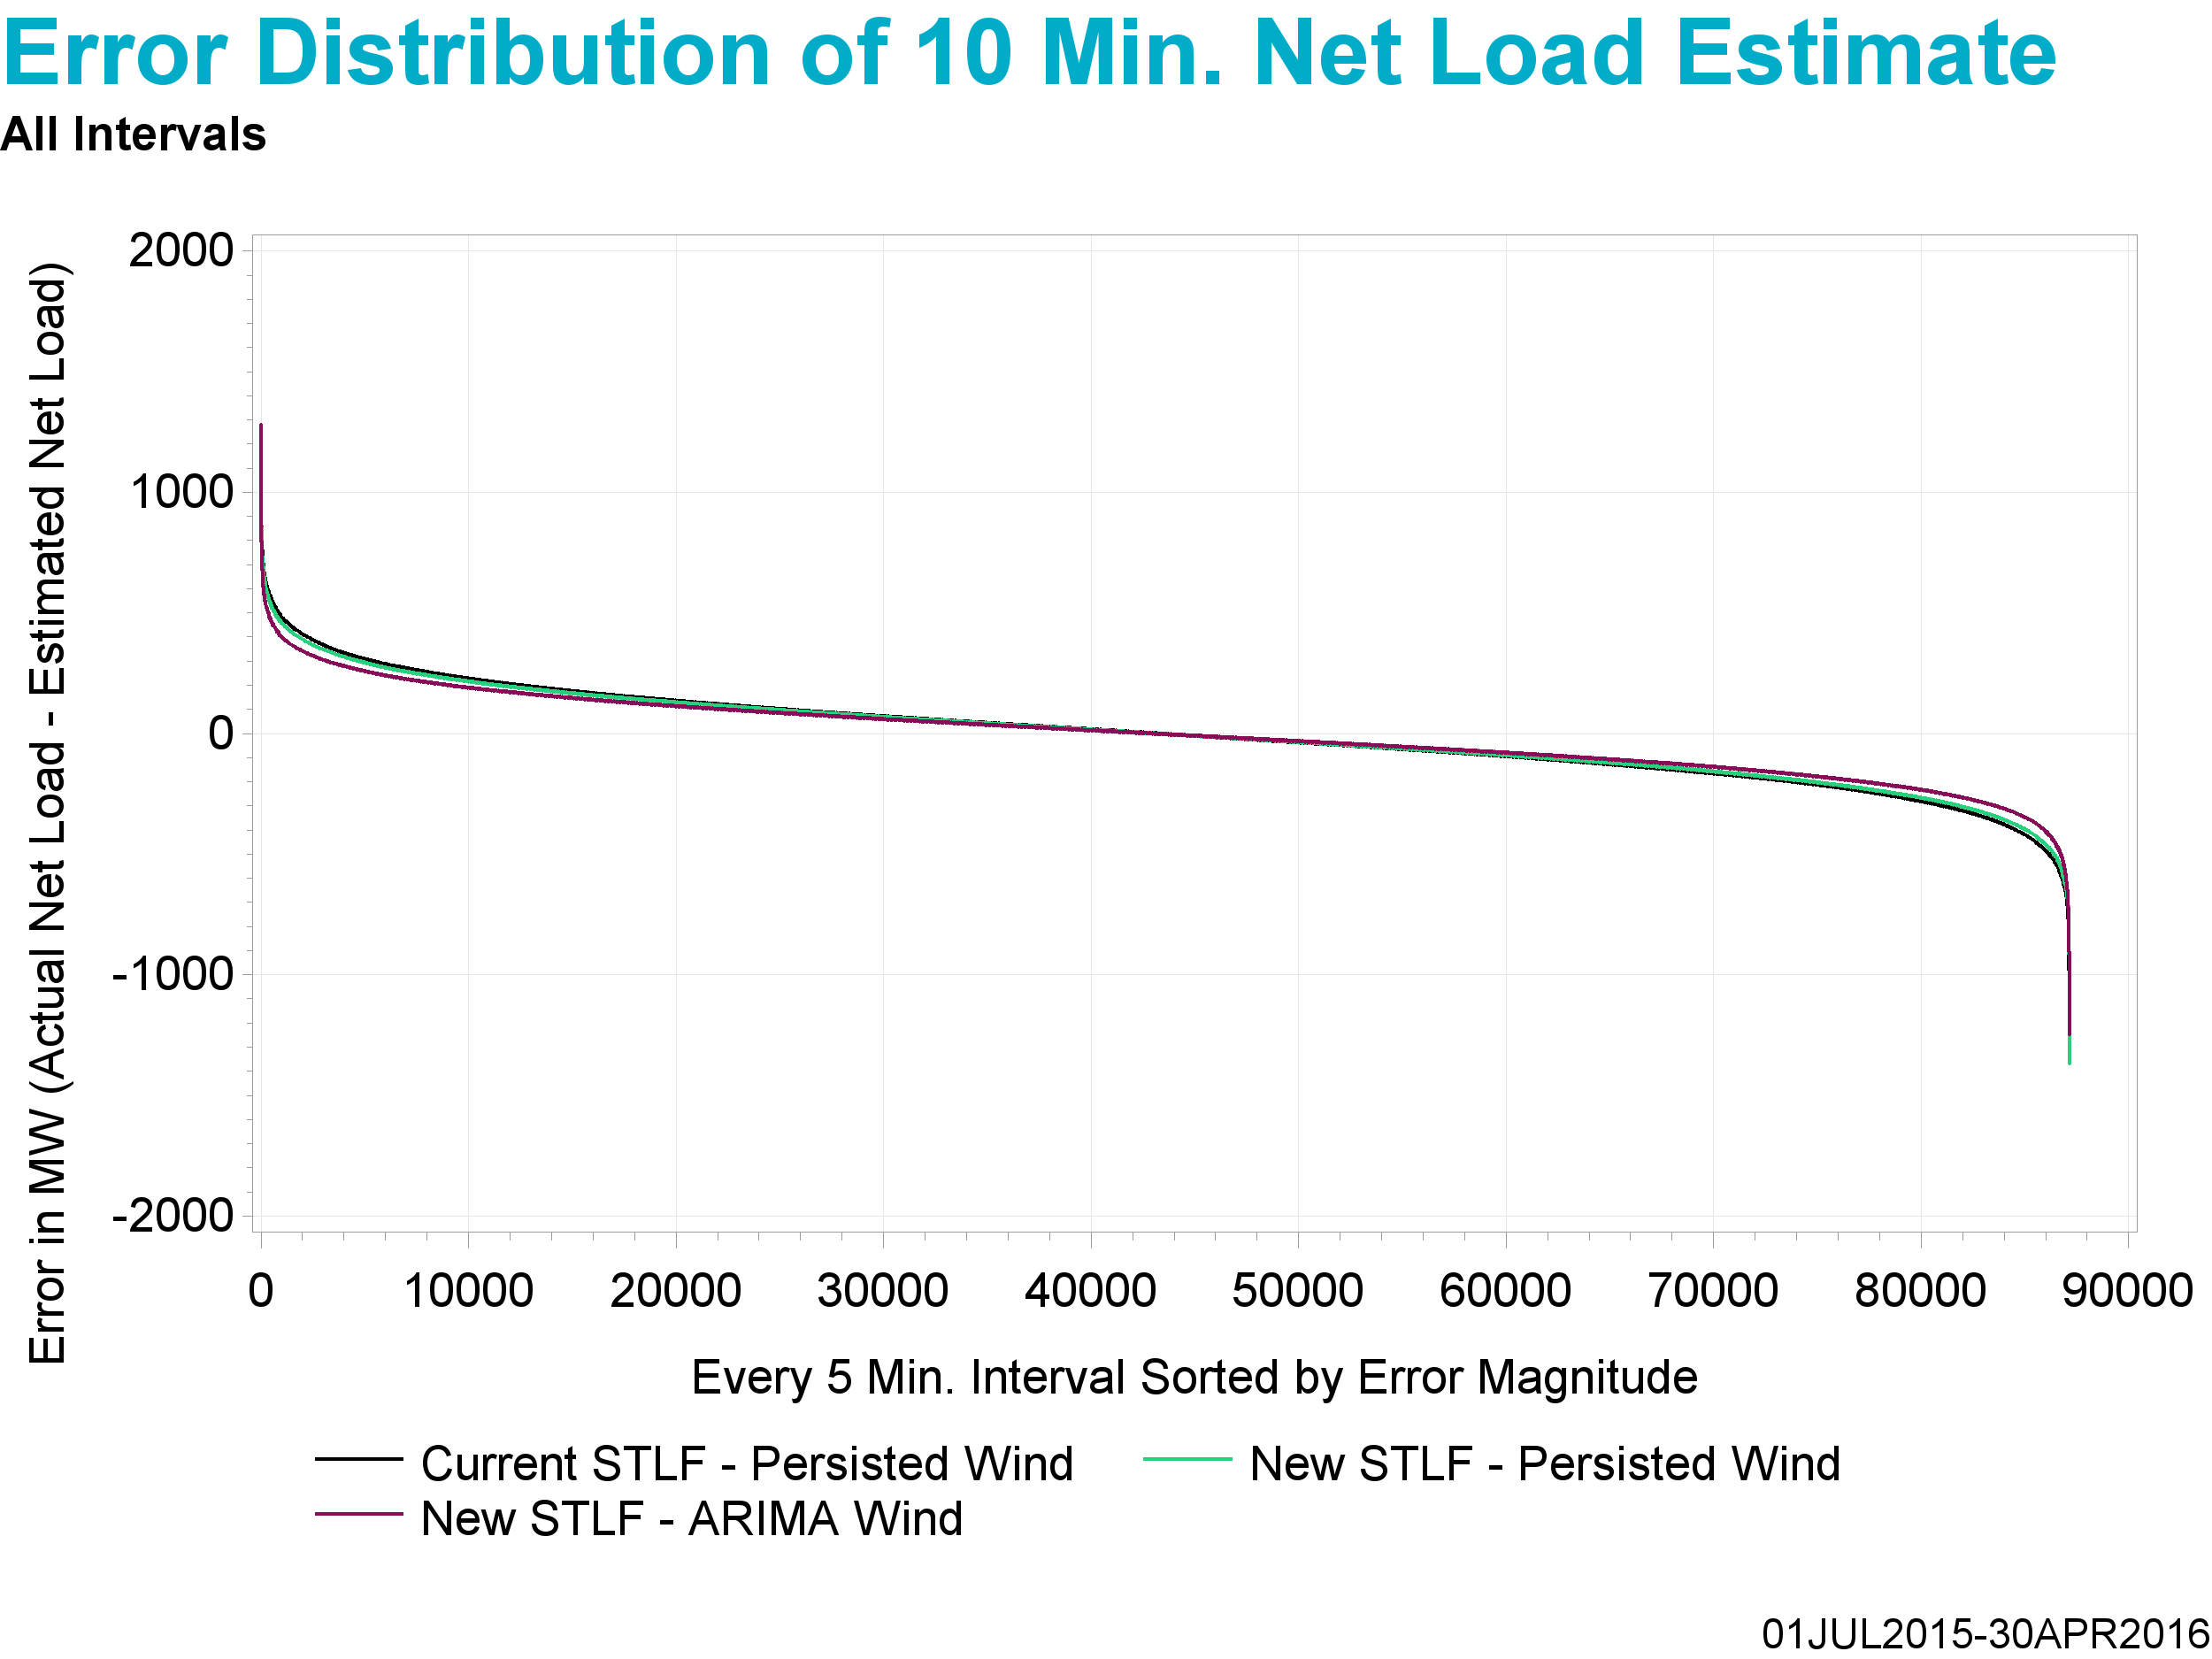 Error Distribution of 10 Min. Net Load Estimate
All Intervals
Error in MW (Actual Net Load - Estimated Net Load)
2000
1000
0
-1000
-2000
0 10000 20000 30000 40000 50000 60000 70000 80000 90000
Every 5 Min. Interval Sorted by Error Magnitude
Current STLF - Persisted Wind New STLF - Persisted Wind
New STLF - ARIMA Wind
01JUL2015-30APR2016